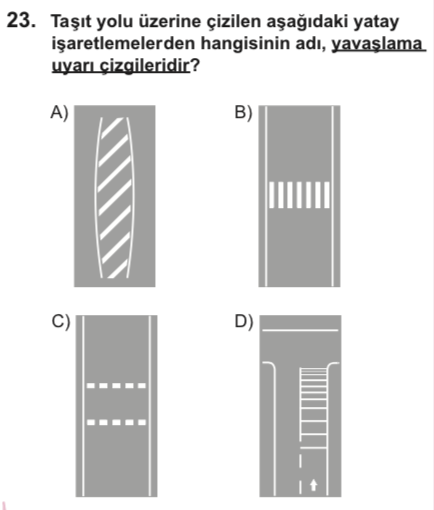 23. Taşıt yolu üzerine çizilen aşağıdaki yatay
işaretlemelerden hangisinin adı, yavaşlama
uyarı çizgileridir?
A)
B)
C)
D)